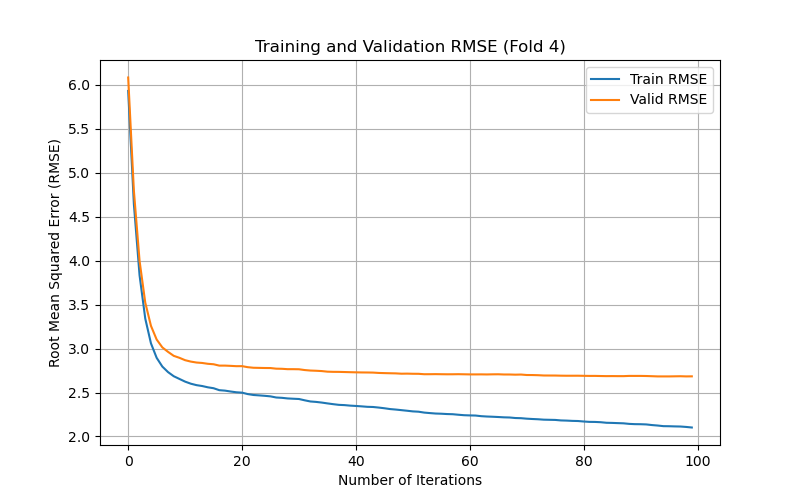 Training and Validation RMSE (Fold 4)
Train RMSE
Valid RMSE
Root Mean Squared Error (RMSE)
6.0
5.5
5.0
4.5
4.0
3.5
3.0
2.5
2.0
0 20 40 60 80 100
Number of Iterations